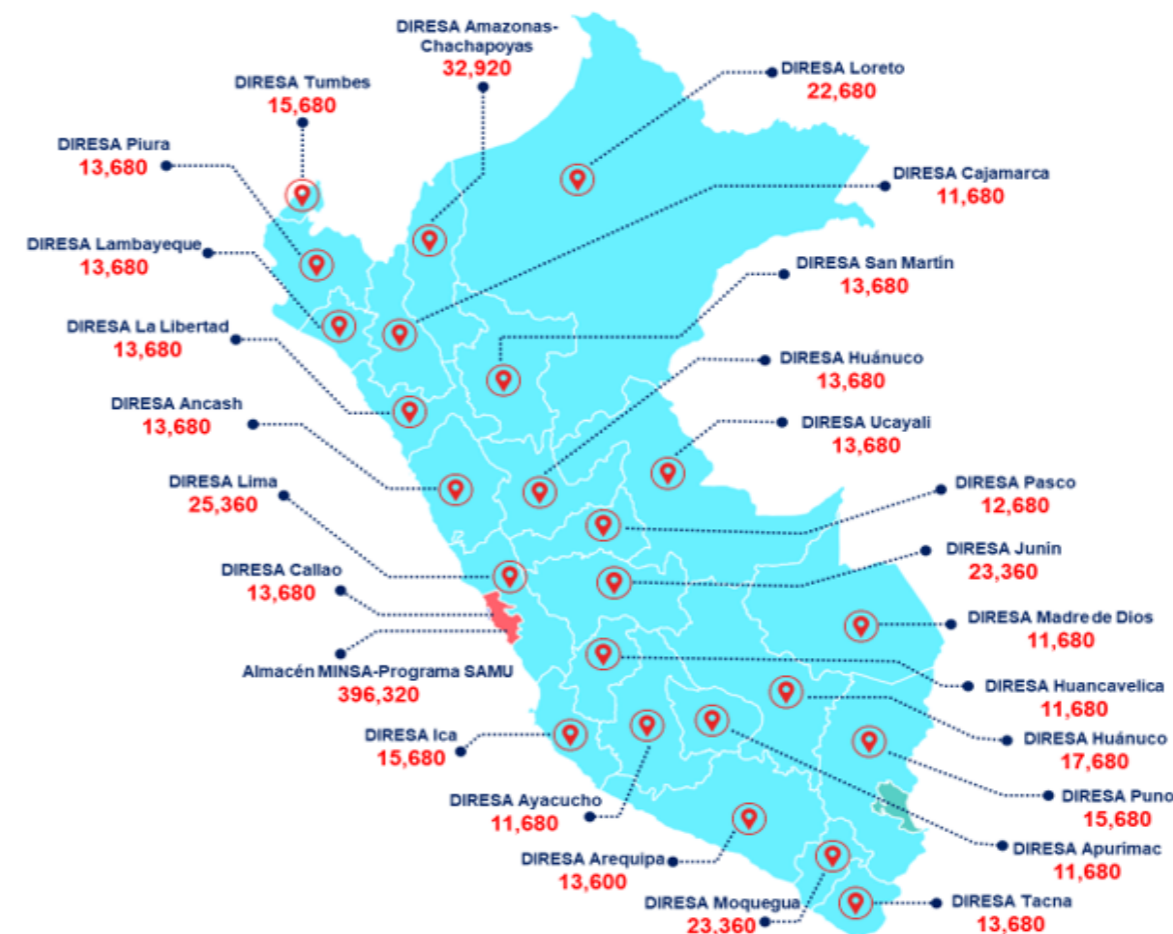 DIRESA Amazonas-
Chachapoyas
32,920
DIRESA Loreto
22,680
DIRESA Tumbes
15,680
DIRESA Piura
13,680
DIRESA Cajamarca
11,680
DIRESA Lambayeque
13,680
DIRESA San Martín
13,680
DIRESA La Libertad
13,680
DIRESA Huánuco
13,680
DIRESA Ancash
13,680
DIRESA Ucayali
13,680
DIRESA Lima
25,360
DIRESA Pasco
12,680
DIRESA Junín
23,360
DIRESA Callao
13,680
DIRESA Madre de Dios
11,680
Almacén MINSA-Programa SAMU
396,320
DIRESA Huancavelica
11,680
DIRESA Ica
15,680
DIRESA Huánuco
17,680
DIRESA Puno
15,680
DIRESA Ayacucho
11,680
DIRESA Apurimac
11,680
DIRESA Arequipa
13,600
DIRESA Moquegua
23,360
DIRESA Tacna
13,680